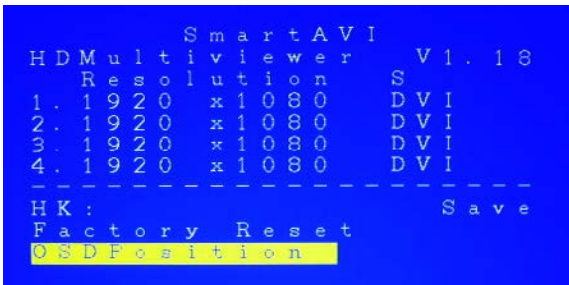 SmartAVI
HDMultiviewer V1.18
Resolution S
1. 1920 x1080 DVI
2. 1920 x1080 DVI
3. 1920 x1080 DVI
4. 1920 x1080 DVI
HK: Save
Factory Reset
OSDPosition